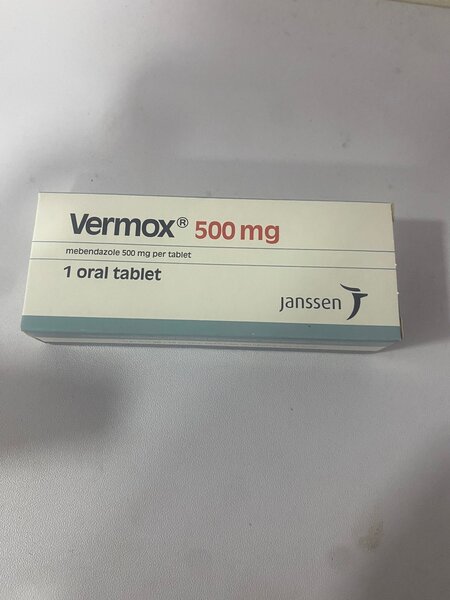 Vermox® 500 mg
mebendazole 500 mg per tablet
1 oral tablet
janssen